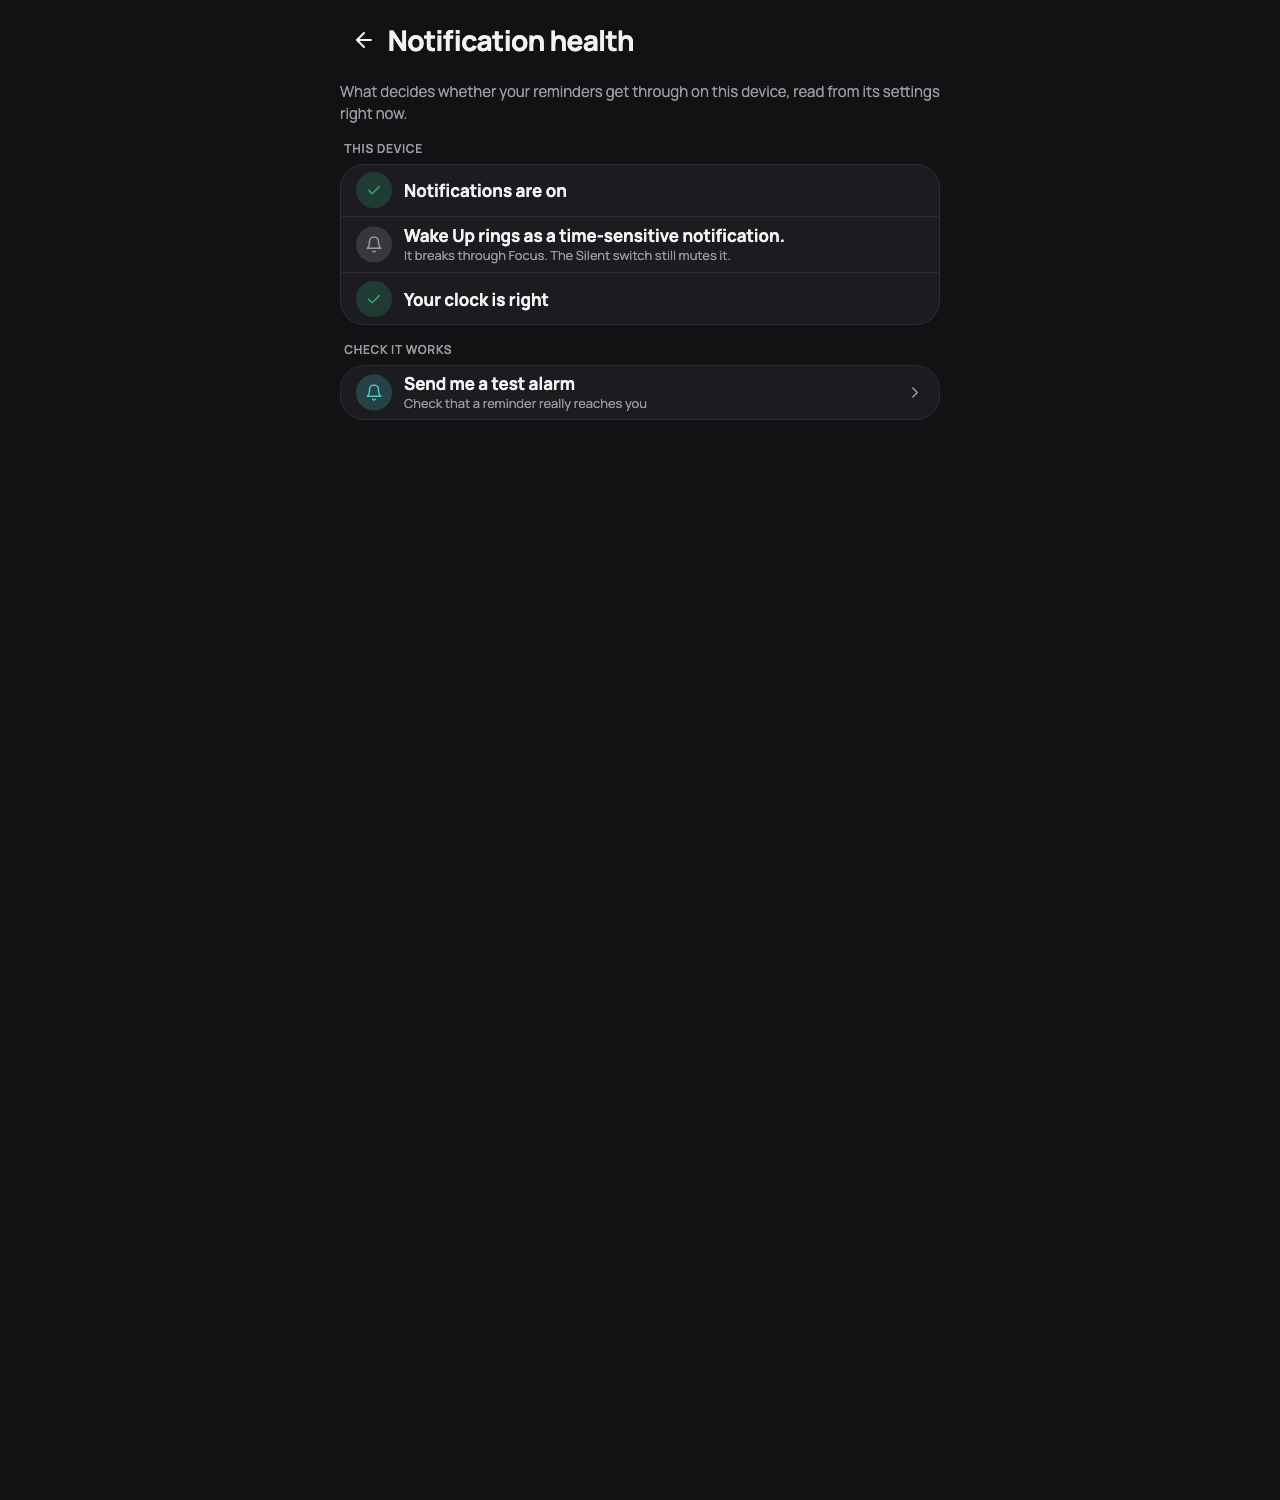 Notification health
What decides whether your reminders get through on this device, read from its settings
right now.
THIS DEVICE
Notifications are on
Wake Up rings as a time-sensitive notification.
It breaks through Focus. The Silent switch still mutes it.
Your clock is right
CHECK IT WORKS
Send me a test alarm
Check that a reminder really reaches you